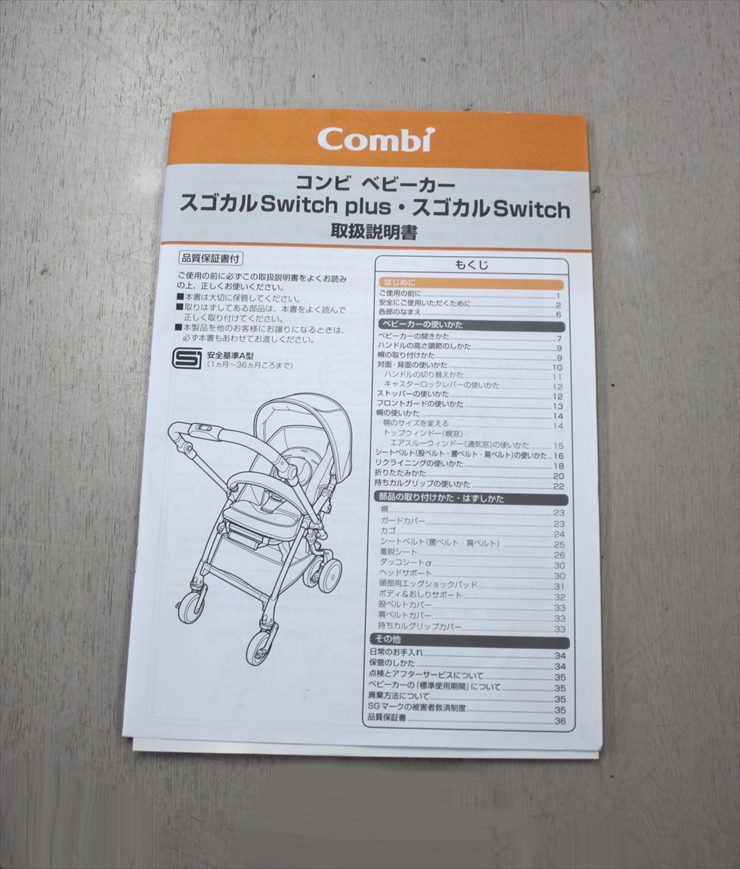 Combi
コンビ ベビーカー
スゴカルSwitch plus・スゴカルSwitch
取扱説明書
品質保証書付
ご使用の前に必ずこの取扱説明書をよくお読み
の上、正しくお使いください。
■本書は大切に保管してください。
■取りはずしてある部品は、本書をよく読んで
正しく取り付けてください。
■本製品を他のお客様にお譲りになるときは、
必ず本書もあわせてお渡しください。
安全基準A型
(1ヵ月~36ヵ月ころまで)
もくじ
はじめに
ご使用の前に 1
安全にご使用いただくために 2
各部のなまえ 6
ベビーカーの使いかた
ベビーカーの開きかた 7
ハンドルの高さ調節のしかた 9
幌の取り付けかた 9
対面・背面の使いかた 10
ハンドルの切り替えかた 11
キャスターロックレバーの使いかた 12
ストッパーの使いかた 12
フロントガードの使いかた 13
幌の使いかた 14
幌のサイズを変える 14
トップウィンドー(幌窓)・
エアスルーウィンドー(通気窓)の使いかた 15
シートベルト(股ベルト・腰ベルト・肩ベルト)の使いかた 16
リクライニングの使いかた 18
折りたたみかた 20
持ちカルグリップの使いかた 22
部品の取り付けかた・はずしかた
幌 23
ガードカバー 23
カゴ 24
シートベルト(腰ベルト・肩ベルト) 25
着脱シート 26
ダッコシートα 30
ヘッドサポート 30
頭部用エッグショックパッド 31
ボディ&おしりサポート 32
股ベルトカバー 33
肩ベルトカバー 33
持ちカルグリップカバー 33
その他
日常のお手入れ 34
保管のしかた 34
点検とアフターサービスについて 35
ベビーカーの「標準使用期間」について 35
廃棄方法について 35
SGマークの被害者救済制度 35
品質保証書 36